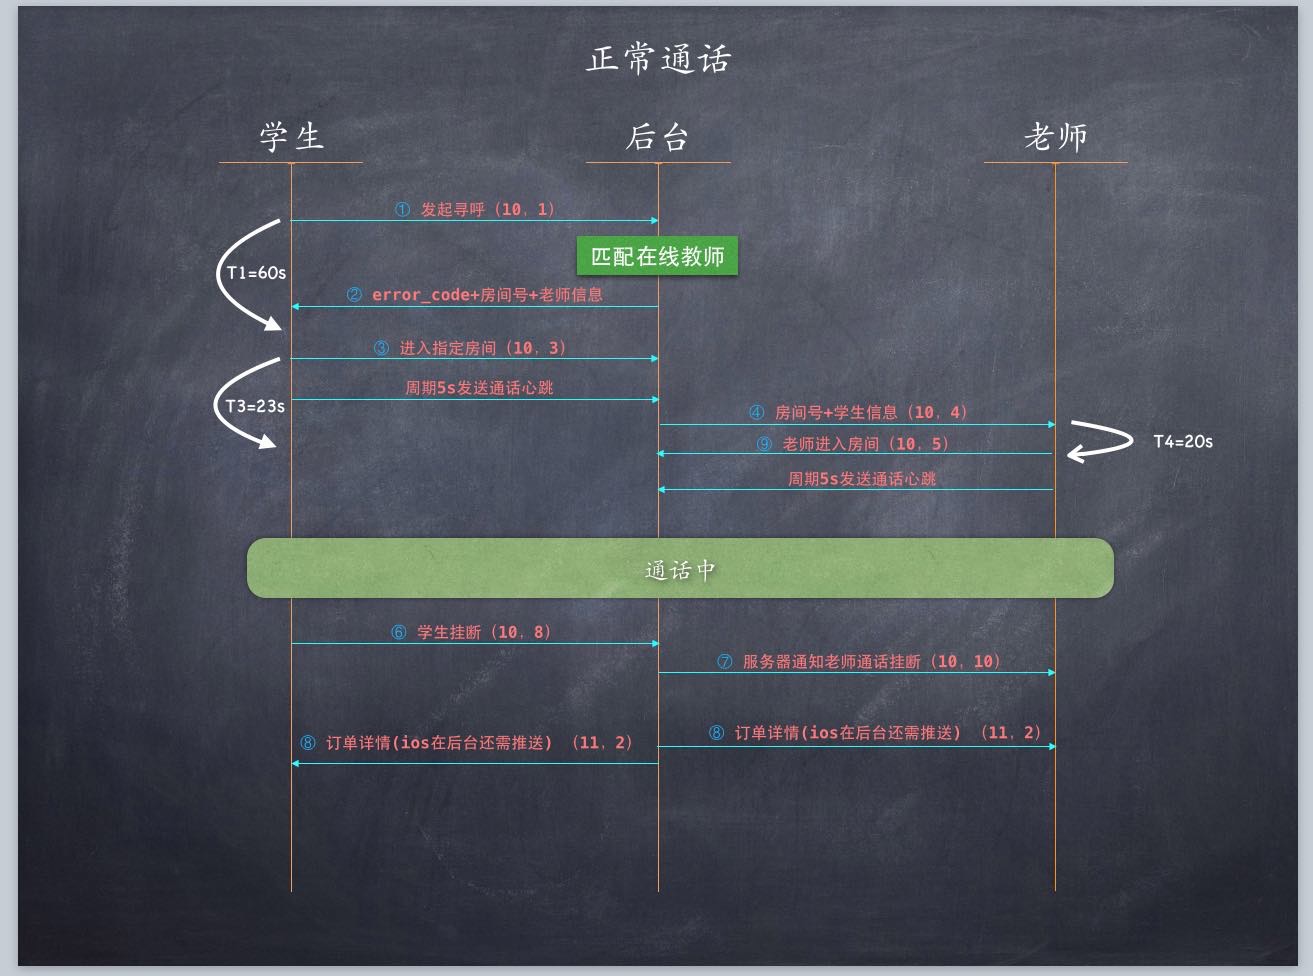 正常通话
学生
后台
老师
① 发起寻呼（10，1）
匹配在线教师
T1=60s
② error_code+房间号+老师信息
③ 进入指定房间（10，3）
周期5s发送通话心跳
T3=23s
④ 房间号+学生信息（10，4）
⑨ 老师进入房间（10，5）
T4=20s
周期5s发送通话心跳
通话中
⑥ 学生挂断（10，8）
⑦ 服务器通知老师通话挂断（10，10）
⑧ 订单详情(ios在后台还需推送) （11，2）
⑧ 订单详情(ios在后台还需推送) （11，2）